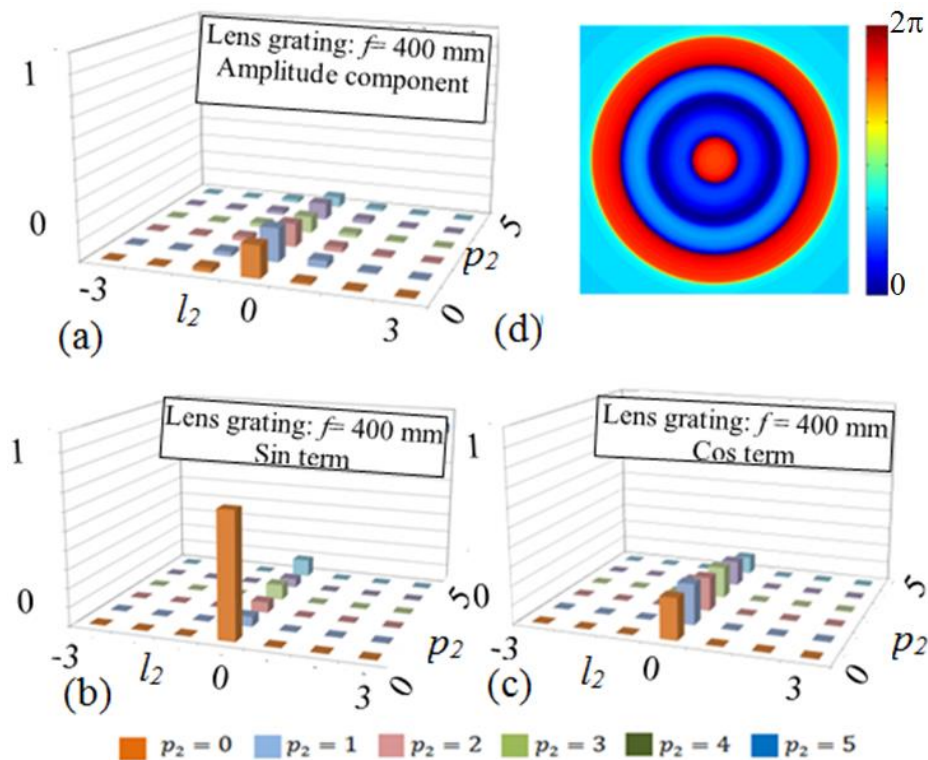 Lens grating: f= 400 mm
Amplitude component
1
0
-3
l2
0
3
0
p2
5
(a)
2π
0
(d)
Lens grating: f= 400 mm
Sin term
1
0
-3
l2
0
3
0
p2
5
(b)
Lens grating: f = 400 mm
Cos term
1
0
-3
l2
0
3
0
p2
5
(c)
p₂ = 0 p₂ = 1 p₂ = 2 p₂ = 3 p₂ = 4 p₂ = 5